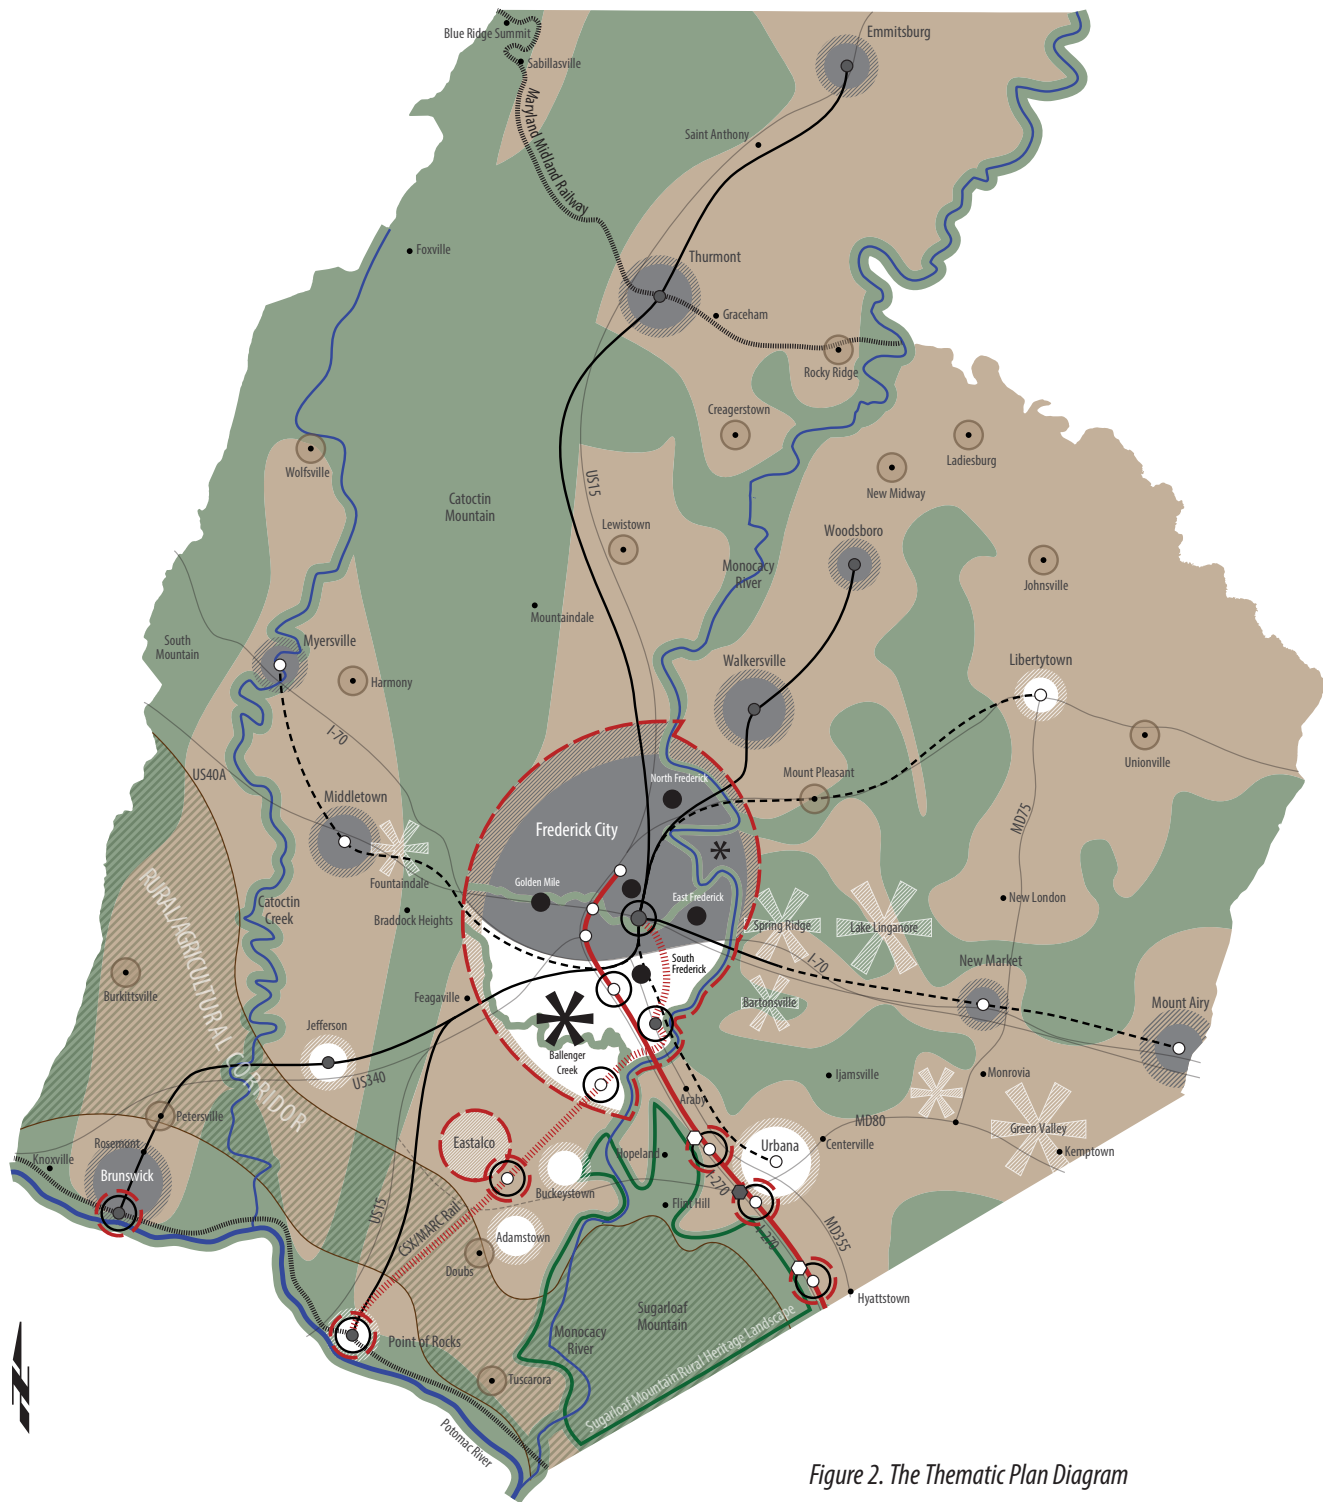 Blue Ridge Summit
Emmitsburg
Sabillasville
Maryland Midland Railway
Saint Anthony
Foxville
Thurmont
Graceham
Rocky Ridge
Creagerstown
Ladiesburg
Wolfsville
New Midway
US15
Catoctin
Mountain
Lewistown
Woodsboro
Monocacy
River
Johnsville
Mountaindale
South
Mountain
Myersville
Walkersville
Libertytown
Harmony
I-70
Unionville
US40A
North Frederick
Mount Pleasant
Middletown
Frederick City
MD75
Golden Mile
Fountaindale
East Frederick
RURAL/AGRICULTURAL CORRIDOR
Catoctin
Creek
Braddock Heights
Spring Ridge
Lake Linganore
New London
South
Frederick
I-70
New Market
Burkittsville
Feagaville
Bartonsville
Mount Airy
Jefferson
Ballenger
Creek
US340
Ijamsville
Monrovia
Araby
Petersville
MD80
Green Valley
Rosemont
Eastalco
Urbana
Centerville
Knoxville
Hopeland
Kemptown
Brunswick
Buckeystown
I-270
US15
Flint Hill
CSX/MARC Rail
Adamstown
I-270
MD355
Doubs
Hyattstown
Sugarloaf
Mountain
Point of Rocks
Monocacy
River
Sugarloaf Mountain Rural Heritage Landscape
Tuscarora
Potomac River
N
Figure 2. The Thematic Plan Diagram